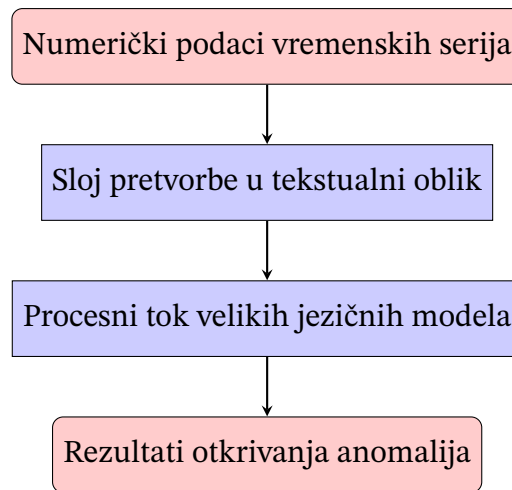 Numerički podaci vremenskih serija
Sloj pretvorbe u tekstualni oblik
Procesni tok velikih jezičnih modela
Rezultati otkrivanja anomalija